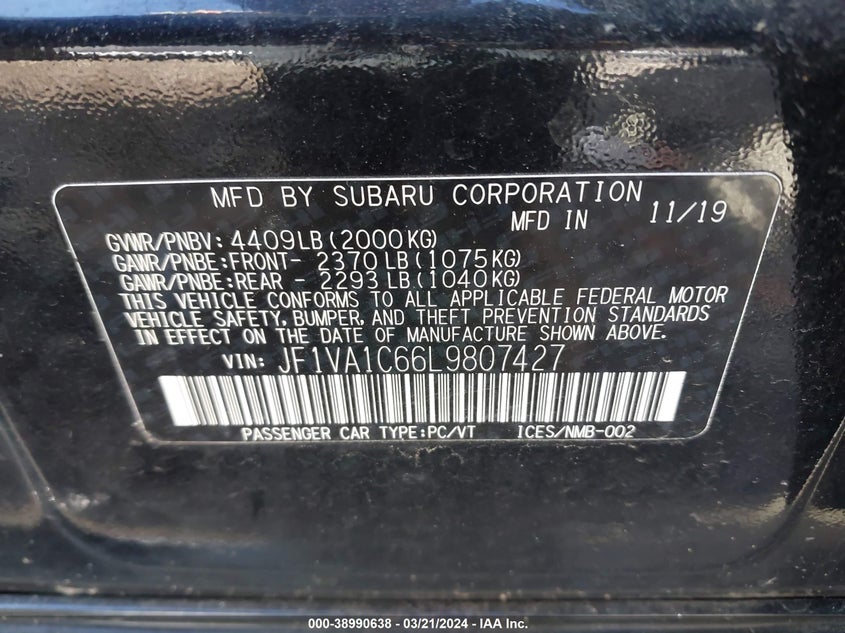 MFD BY SUBARU CORPORATION
MFD IN 11/19
GVWR/PNBV: 4409LB(2000KG)
GAWR/PNBE:FRONT- 2370LB(1075KG)
GAWR/PNBE:REAR - 2293LB(1040KG)
THIS VEHICLE CONFORMS TO ALL APPLICABLE FEDERAL MOTOR
VEHICLE SAFETY, BUMPER, AND THEFT PREVENTION STANDARDS
IN EFFECT ON THE DATE OF MANUFACTURE SHOWN ABOVE.
VIN: JF1VA1C66L9807427
PASSENGER CAR TYPE:PC/VT ICES/NMB-002
000-38990638 - 03/21/2024 - IAA Inc.